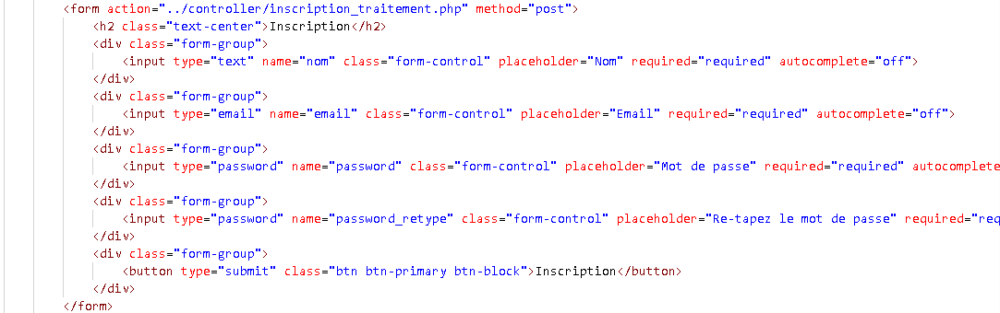 <form action="../controller/inscription_traitement.php" method="post">
<h2 class="text-center">Inscription</h2>
<div class="form-group">
<input type="text" name="nom" class="form-control" placeholder="Nom" required="required" autocomplete="off">
</div>
<div class="form-group">
<input type="email" name="email" class="form-control" placeholder="Email" required="required" autocomplete="off">
</div>
<div class="form-group">
<input type="password" name="password" class="form-control" placeholder="Mot de passe" required="required" autocomplete
</div>
<div class="form-group">
<input type="password" name="password_retype" class="form-control" placeholder="Re-tapez le mot de passe" required="req
</div>
<div class="form-group">
<button type="submit" class="btn btn-primary btn-block">Inscription</button>
</div>
</form>